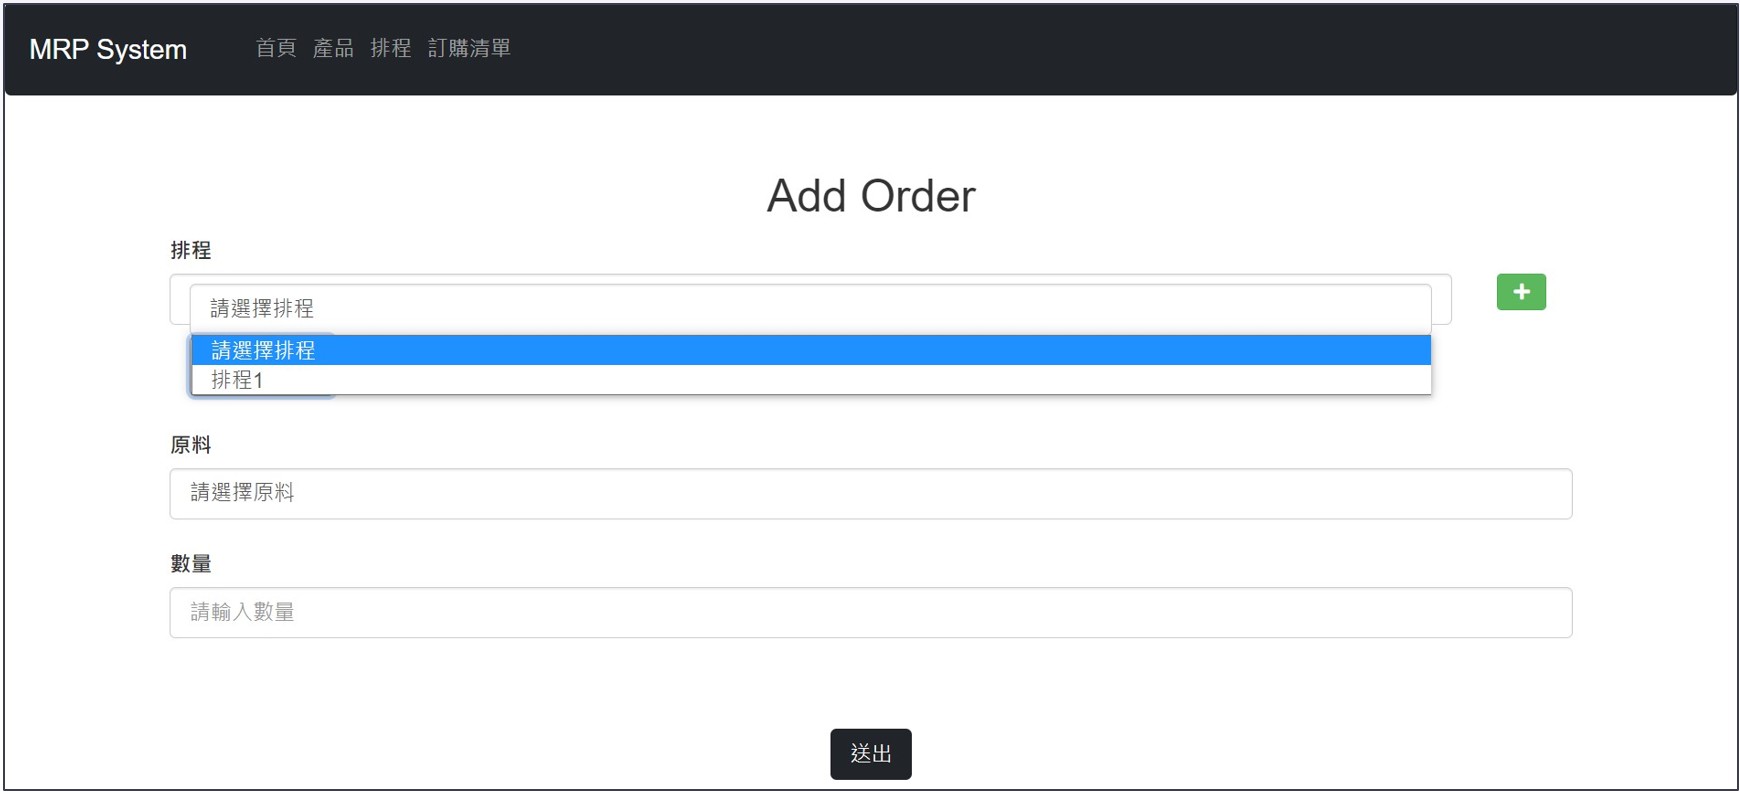 MRP System 首頁 產品 排程 訂購清單
Add Order
排程
請選擇排程
請選擇排程
排程1
原料
請選擇原料
數量
請輸入數量
送出